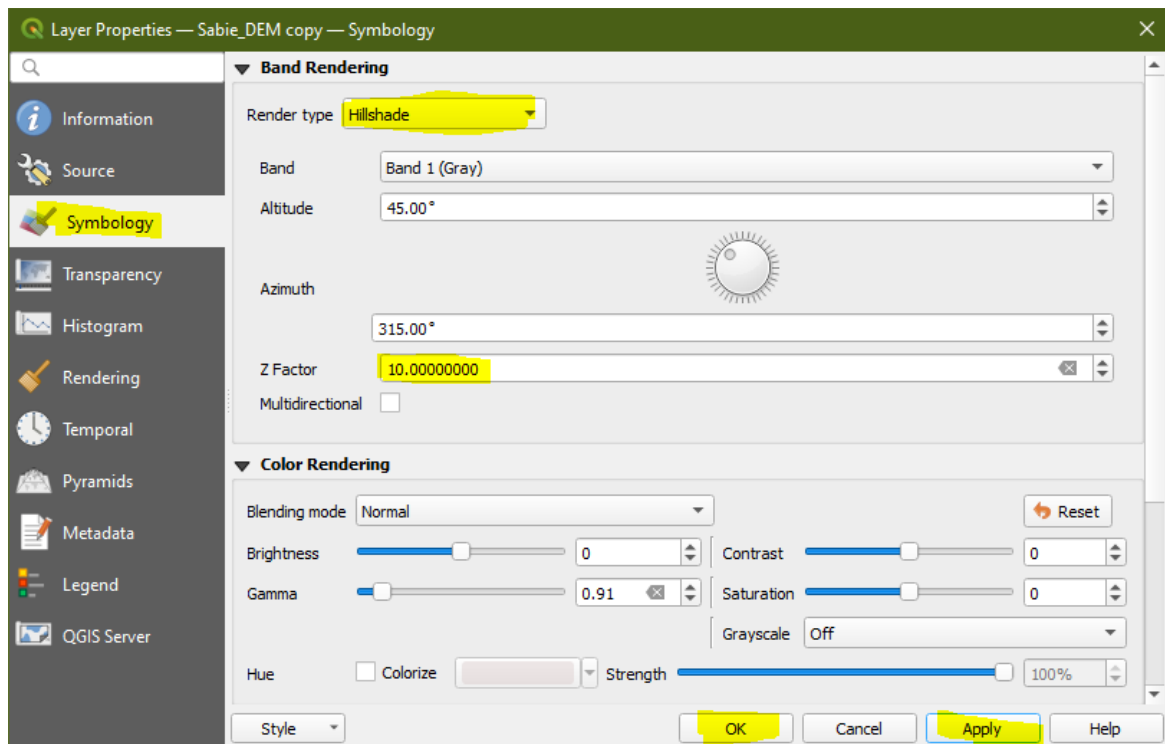 Layer Properties — Sabie_DEM copy — Symbology
Information
Source
Symbology
Transparency
Histogram
Rendering
Temporal
Pyramids
Metadata
Legend
QGIS Server
Band Rendering
Render type Hillshade
Band Band 1 (Gray)
Altitude 45.00°
Azimuth
315.00°
Z Factor 10.00000000
Multidirectional
Color Rendering
Blending mode Normal Reset
Brightness 0 Contrast 0
Gamma 0.91 Saturation 0
Grayscale Off
Hue Colorize Strength 100%
Style OK Cancel Apply Help